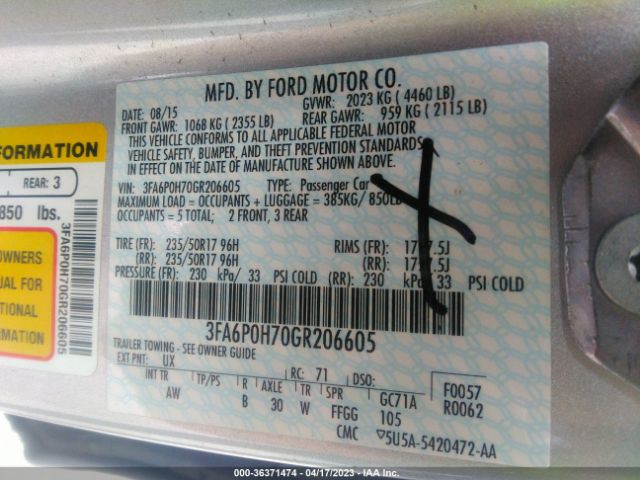 MFD. BY FORD MOTOR CO.
DATE: 08/15
GVWR: 2023 KG ( 4460 LB)
FRONT GAWR: 1068 KG ( 2355 LB)
REAR GAWR: 959 KG ( 2115 LB)
THIS VEHICLE CONFORMS TO ALL APPLICABLE FEDERAL MOTOR
VEHICLE SAFETY, BUMPER, AND THEFT PREVENTION STANDARDS
IN EFFECT ON THE DATE OF MANUFACTURE SHOWN ABOVE.
VIN: 3FA6P0H70GR206605 TYPE: Passenger Car
MAXIMUM LOAD = OCCUPANTS + LUGGAGE = 385KG/ 850LB
OCCUPANTS = 5 TOTAL; 2 FRONT, 3 REAR
TIRE (FR): 235/50R17 96H RIMS (FR):
(RR): 235/50R17 96H (RR):
PRESSURE (FR): 230 kPa/ 33 PSI COLD (RR): 230 kPa/ 33 PSI COLD
3FA6P0H70GR206605
TRAILER TOWING - SEE OWNER GUIDE
EXT PNT: UX RC: 71 DSO:
INT TR TP/PS R AXLE TR SPR GC71A F0057
AW B 30 W FFGG 105 R0062
CMC 5U5A-5420472-AA
FORMATION
REAR: 3
850 lbs.
OWNERS
UAL FOR
TIONAL
RMATION
3FA6P0H70GR206605
000-36371474 - 04/17/2023 - IAA Inc.